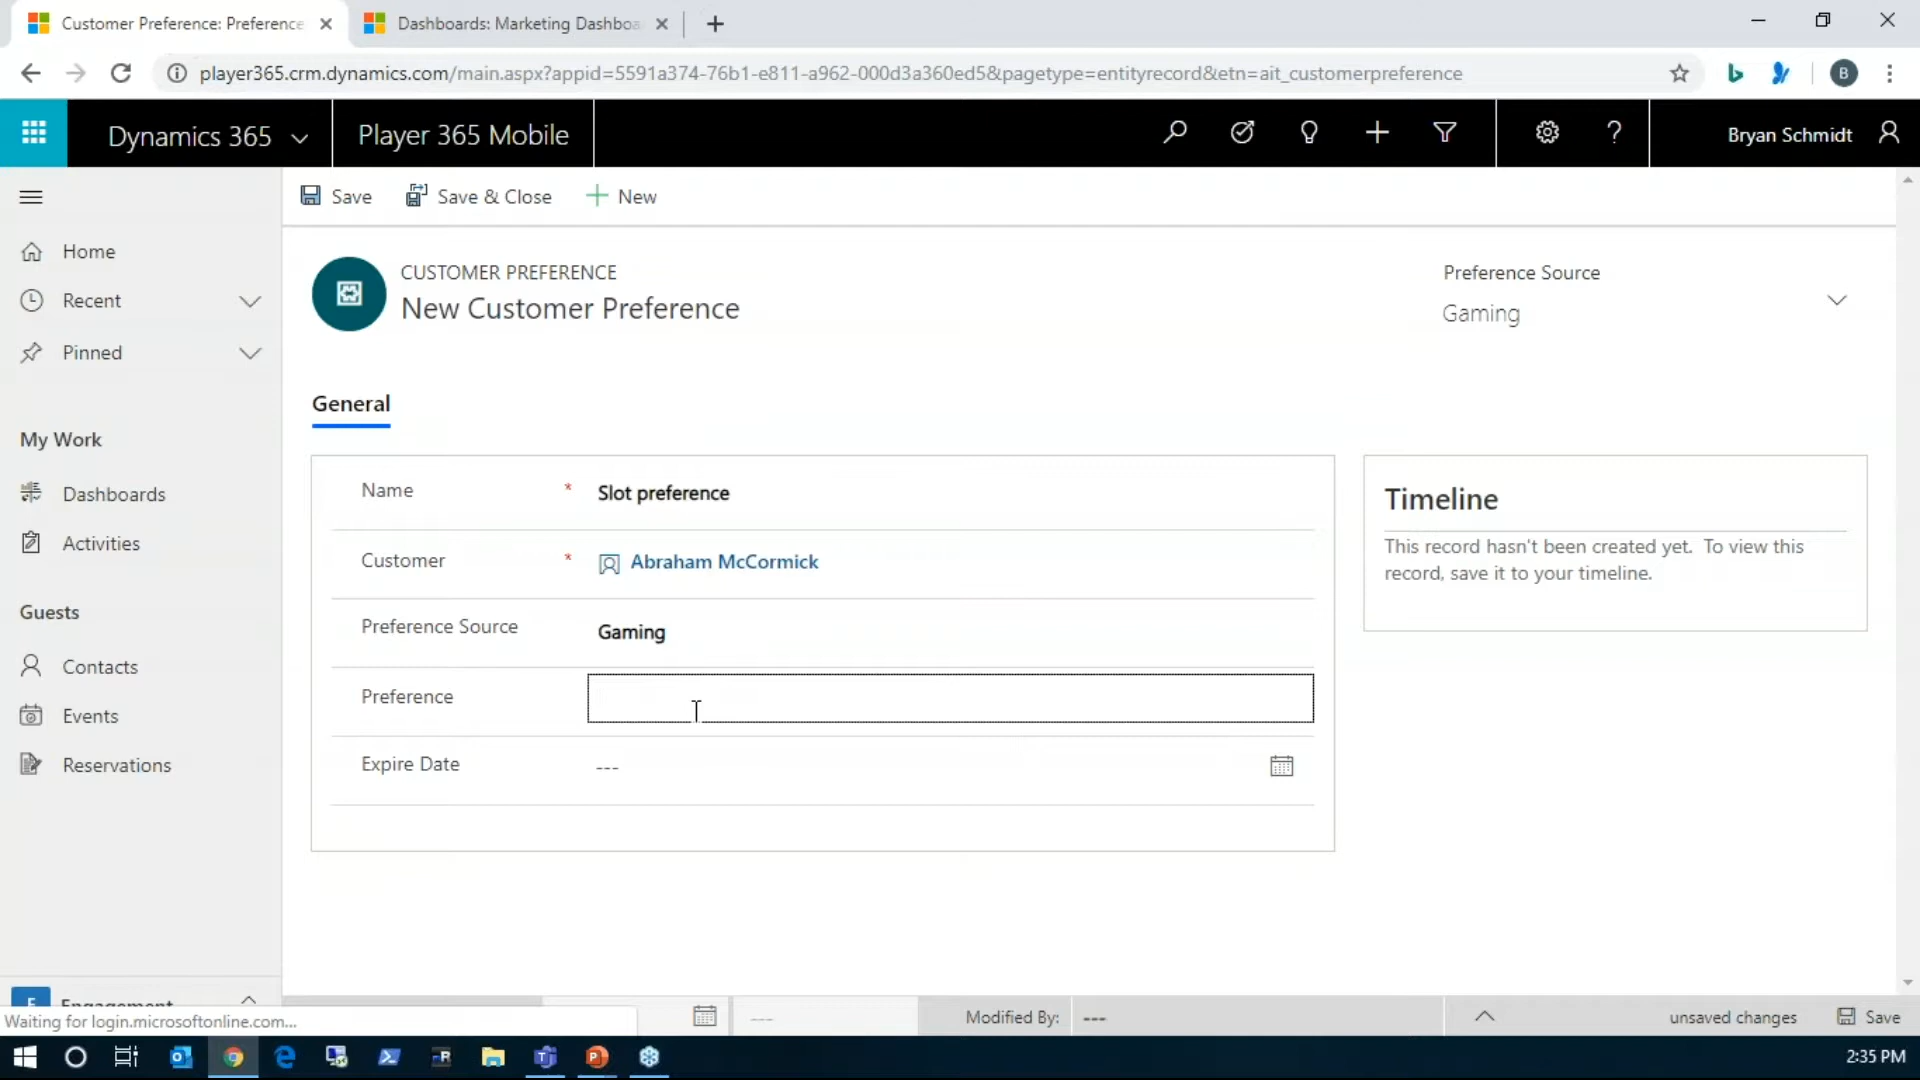 Customer Preference: Preference
Dashboards: Marketing Dashboa
player365.crm.dynamics.com/main.aspx?appid=5591a374-76b1-e811-a962-000d3a360ed5&pagetype=entityrecord&etn=ait_customerpreference
B
Dynamics 365
Player 365 Mobile
Bryan Schmidt
Save
Save & Close
New
Home
Recent
Pinned
My Work
Dashboards
Activities
Guests
Contacts
Events
Reservations
CUSTOMER PREFERENCE
New Customer Preference
Preference Source
Gaming
General
Name * Slot preference
Customer * Abraham McCormick
Preference Source Gaming
Preference
Expire Date ---
Timeline
This record hasn't been created yet. To view this
record, save it to your timeline.
E Engagement
Waiting for login.microsoftonline.com...
---
Modified By: ---
unsaved changes
Save
2:35 PM